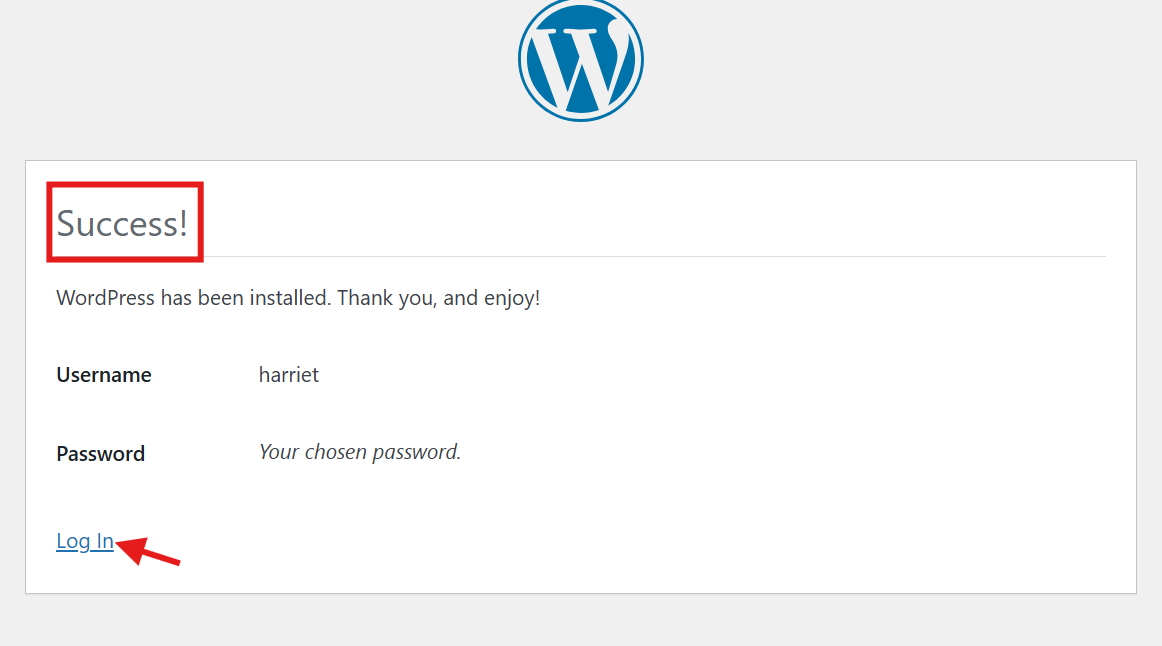 Success!
WordPress has been installed. Thank you, and enjoy!
Username harriet
Password Your chosen password.
Log In